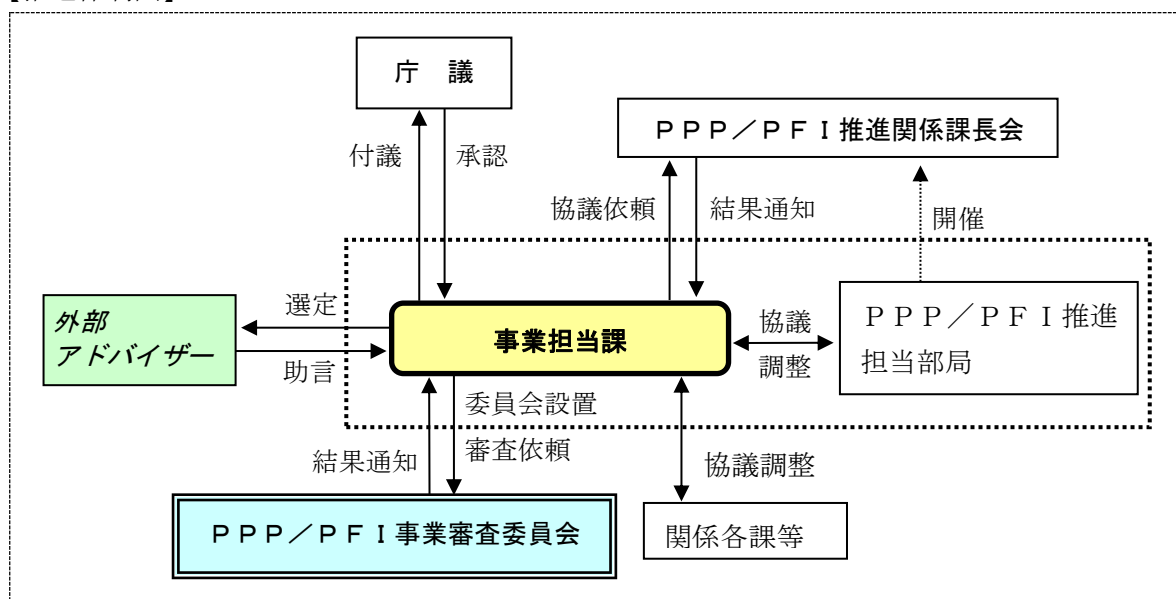 庁　議
ＰＰＰ／ＰＦＩ推進関係課長会
付議
承認
協議依頼
結果通知
開催
外部
アドバイザー
選定
助言
事業担当課
協議
調整
ＰＰＰ／ＰＦＩ推進
担当部局
委員会設置
審査依頼
結果通知
協議調整
ＰＰＰ／ＰＦＩ事業審査委員会
関係各課等